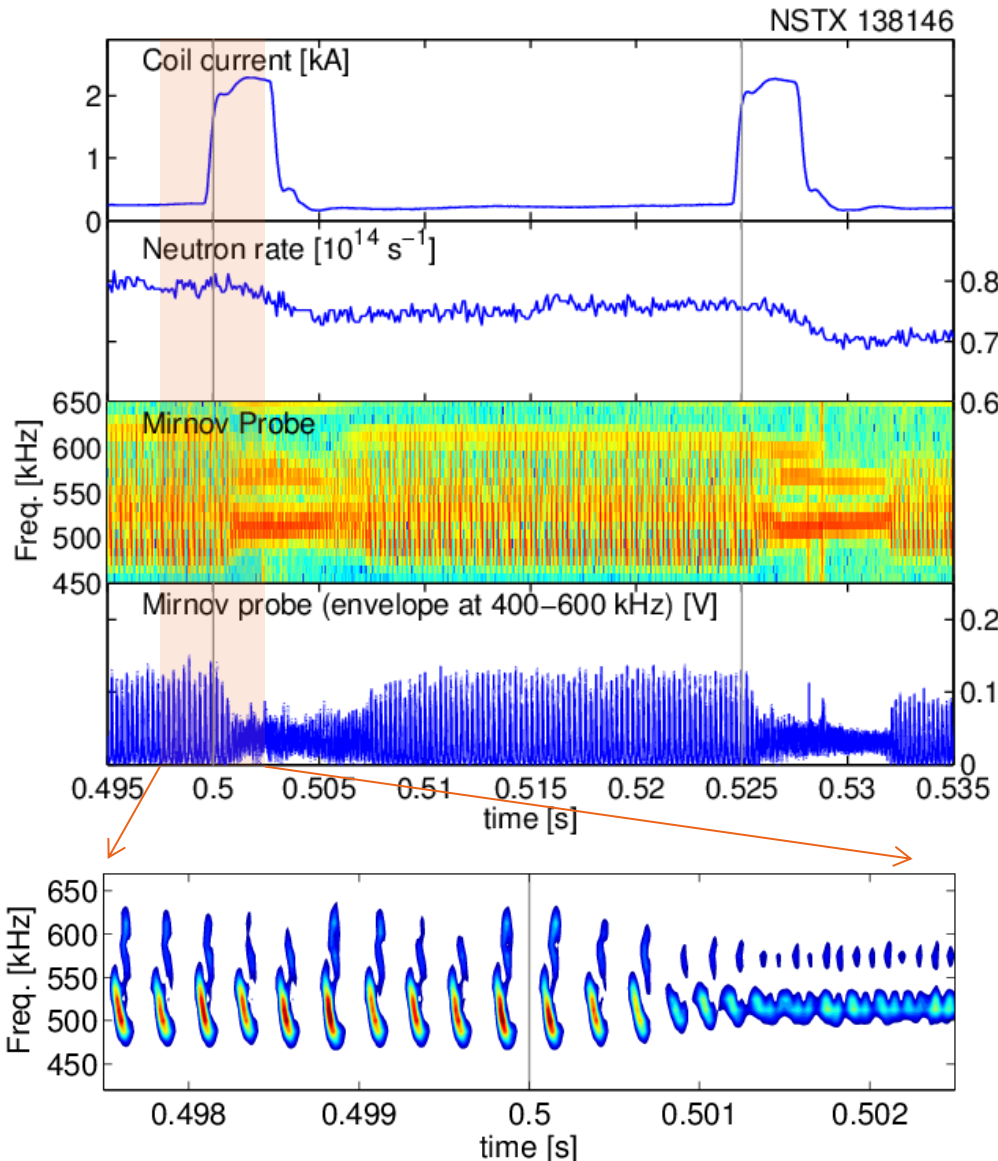 NSTX 138146
Coil current [kA]
2
1
0
Neutron rate [10^14 s^−1]
0.8
0.7
0.6
Mirnov Probe
Freq. [kHz]
650
600
550
500
450
Mirnov probe (envelope at 400−600 kHz) [V]
0.2
0.1
0
0.495 0.5 0.505 0.51 0.515 0.52 0.525 0.53 0.535
time [s]
Freq. [kHz]
650
600
550
500
450
0.498 0.499 0.5 0.501 0.502
time [s]